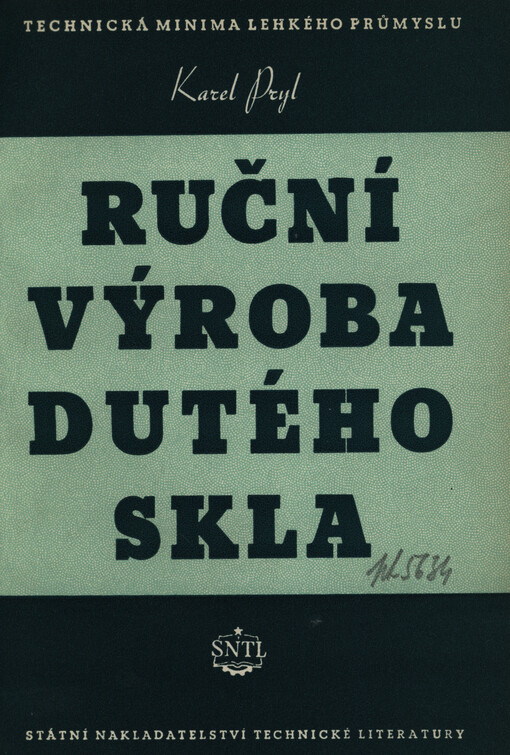 TECHNICKÁ MINIMA LEHKÉHO PRŮMYSLU
Karel Pryl
RUČNÍ
VÝROBA
DUTÉHO
SKLA
SNTL
STÁTNÍ NAKLADATELSTVÍ TECHNICKÉ LITERATURY